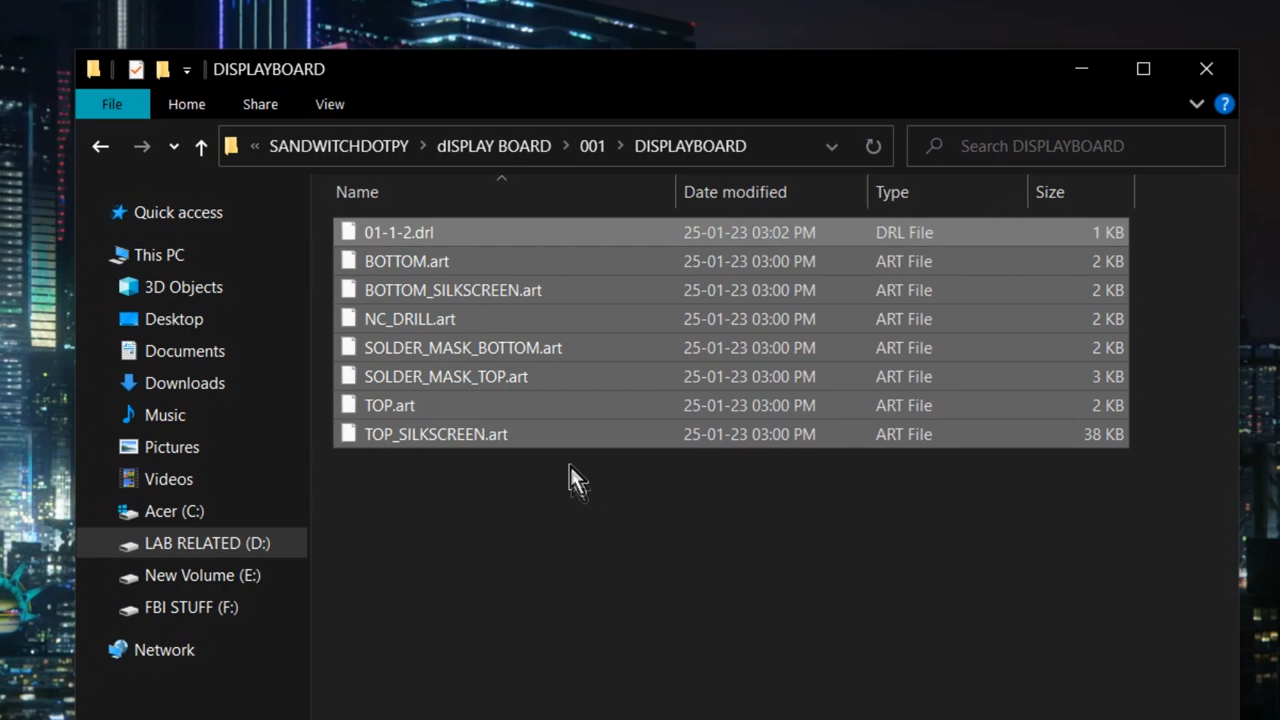 DISPLAYBOARD
File Home Share View
?
« SANDWITCHDOTPY > dISPLAY BOARD > 001 > DISPLAYBOARD
Search DISPLAYBOARD
Name Date modified Type Size
Quick access
This PC
3D Objects
Desktop
Documents
Downloads
Music
Pictures
Videos
Acer (C:)
LAB RELATED (D:)
New Volume (E:)
FBI STUFF (F:)
Network
01-1-2.drl 25-01-23 03:02 PM DRL File 1 KB
BOTTOM.art 25-01-23 03:00 PM ART File 2 KB
BOTTOM_SILKSCREEN.art 25-01-23 03:00 PM ART File 2 KB
NC_DRILL.art 25-01-23 03:00 PM ART File 2 KB
SOLDER_MASK_BOTTOM.art 25-01-23 03:00 PM ART File 2 KB
SOLDER_MASK_TOP.art 25-01-23 03:00 PM ART File 3 KB
TOP.art 25-01-23 03:00 PM ART File 2 KB
TOP_SILKSCREEN.art 25-01-23 03:00 PM ART File 38 KB